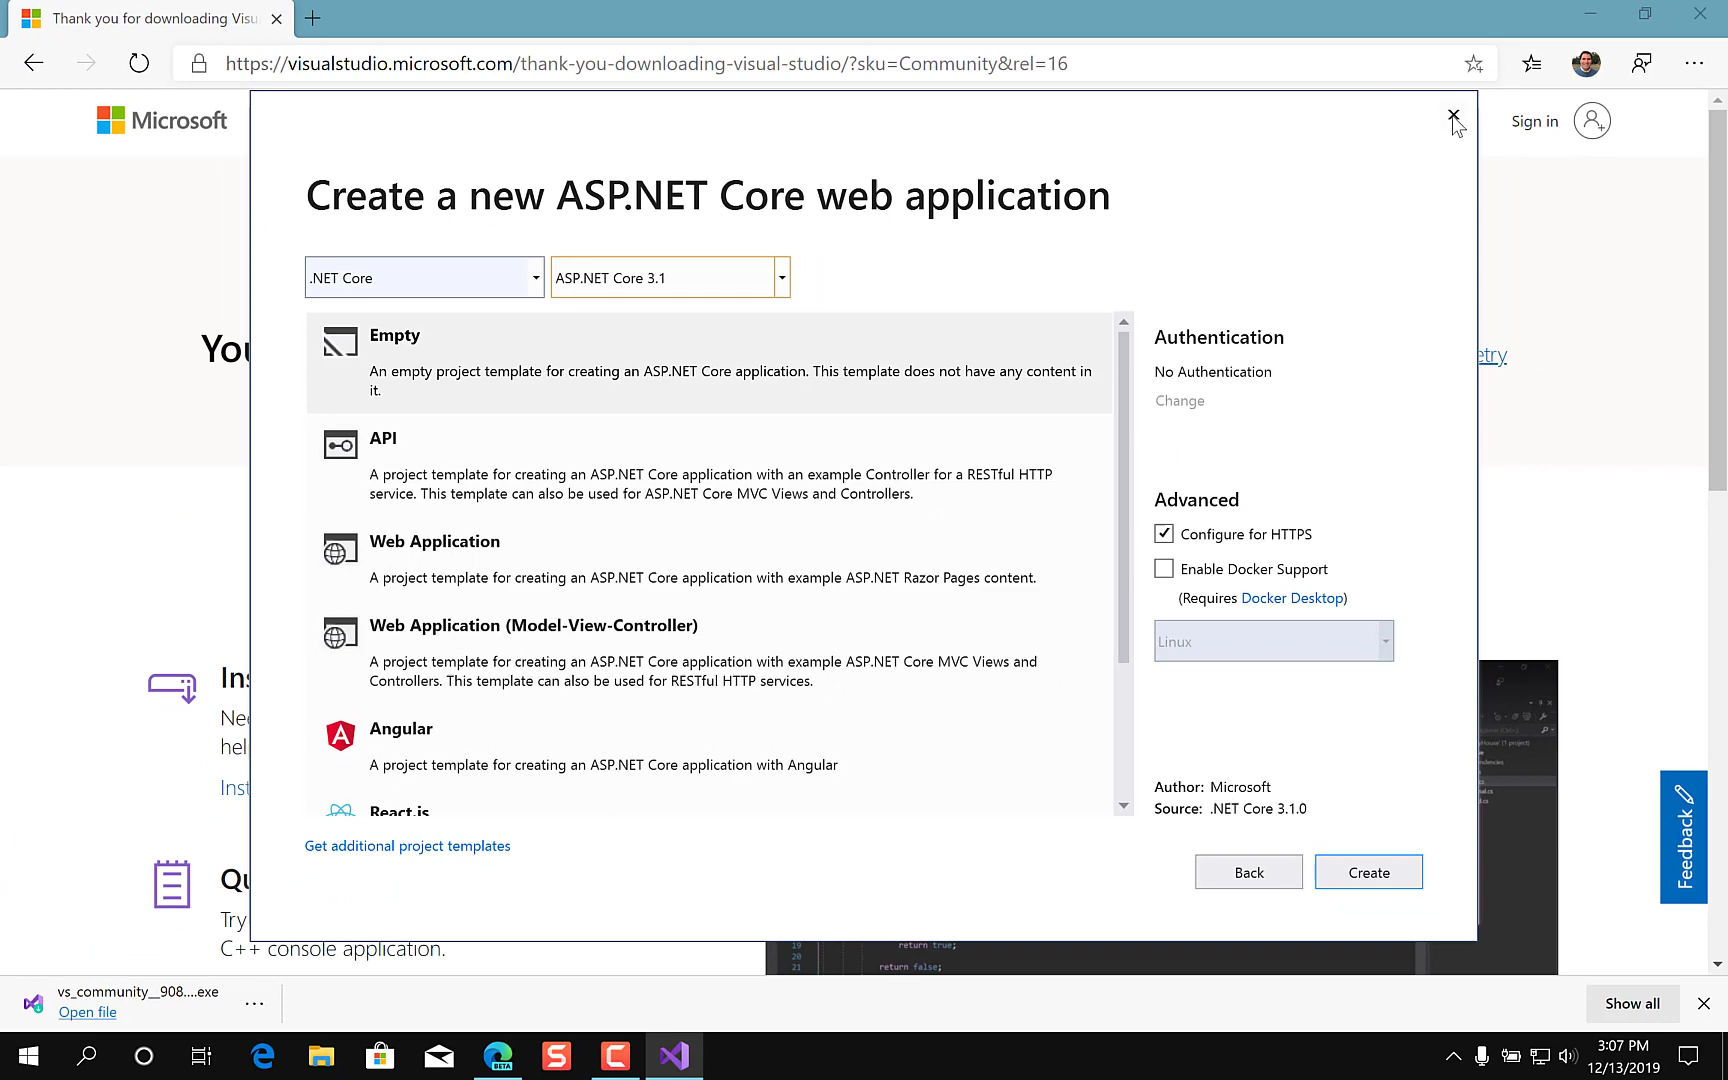 Thank you for downloading Visu
https://visualstudio.microsoft.com/thank-you-downloading-visual-studio/?sku=Community&rel=16
Microsoft
Sign in
Create a new ASP.NET Core web application
.NET Core
ASP.NET Core 3.1
Empty
An empty project template for creating an ASP.NET Core application. This template does not have any content in
it.
API
A project template for creating an ASP.NET Core application with an example Controller for a RESTful HTTP
service. This template can also be used for ASP.NET Core MVC Views and Controllers.
Web Application
A project template for creating an ASP.NET Core application with example ASP.NET Razor Pages content.
Web Application (Model-View-Controller)
A project template for creating an ASP.NET Core application with example ASP.NET Core MVC Views and
Controllers. This template can also be used for RESTful HTTP services.
Angular
A project template for creating an ASP.NET Core application with Angular
React.js
Get additional project templates
Authentication
No Authentication
Change
Advanced
Configure for HTTPS
Enable Docker Support
(Requires Docker Desktop)
Linux
Author: Microsoft
Source: .NET Core 3.1.0
Back
Create
You
etry
Ins
Nee
hel
Inst
Qu
Try
C++ console application.
19 return true;
20
21 return false;
Feedback
vs_community__908....exe
Open file
Show all
BETA
3:07 PM
12/13/2019